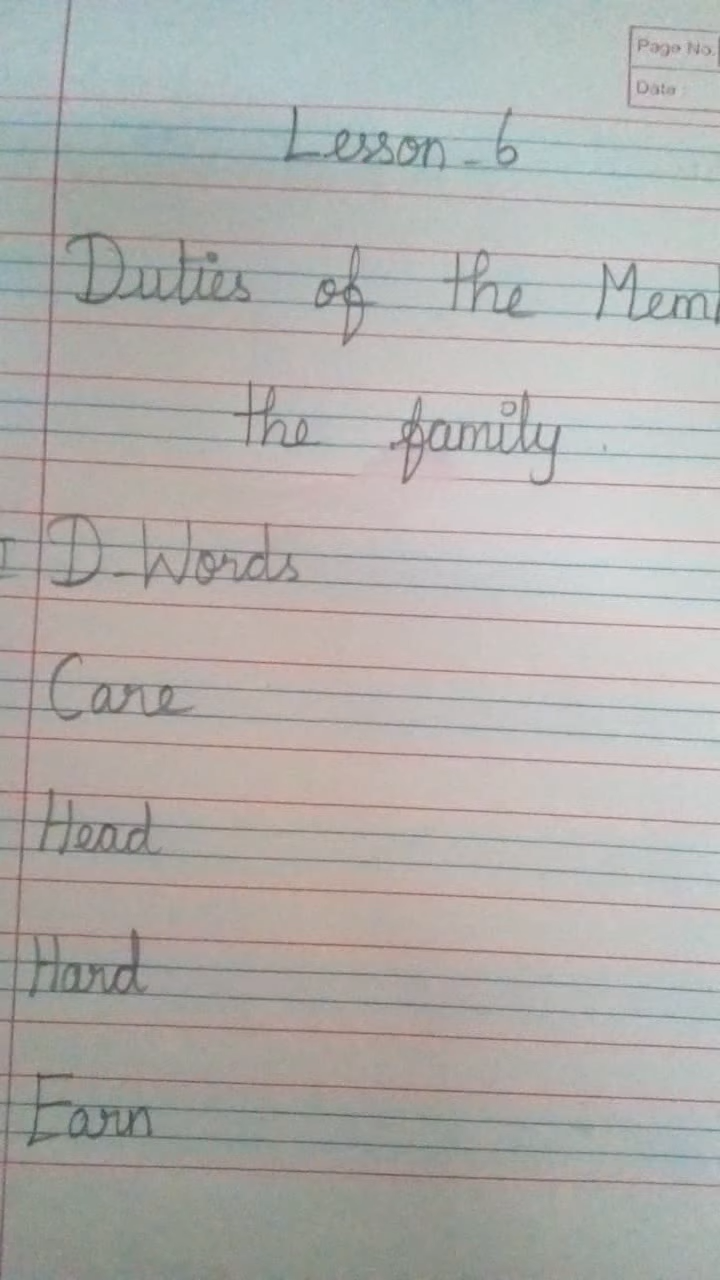 Page No.
Date :
Lesson - 6
Duties of the Mem
the family.
I D-Words
Care
Head
Hard
Earn